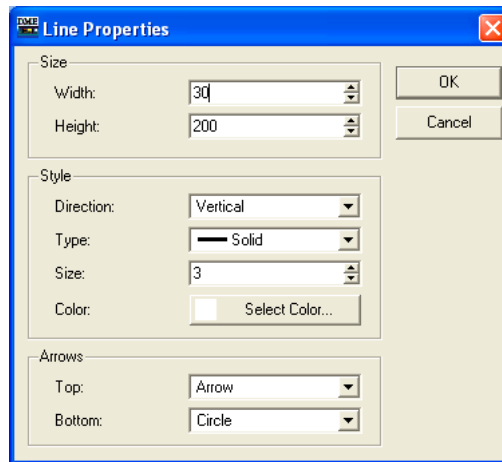 DME
Line Properties
Size
Width: 30
Height: 200
OK
Cancel
Style
Direction: Vertical
Type: Solid
Size: 3
Color: Select Color...
Arrows
Top: Arrow
Bottom: Circle